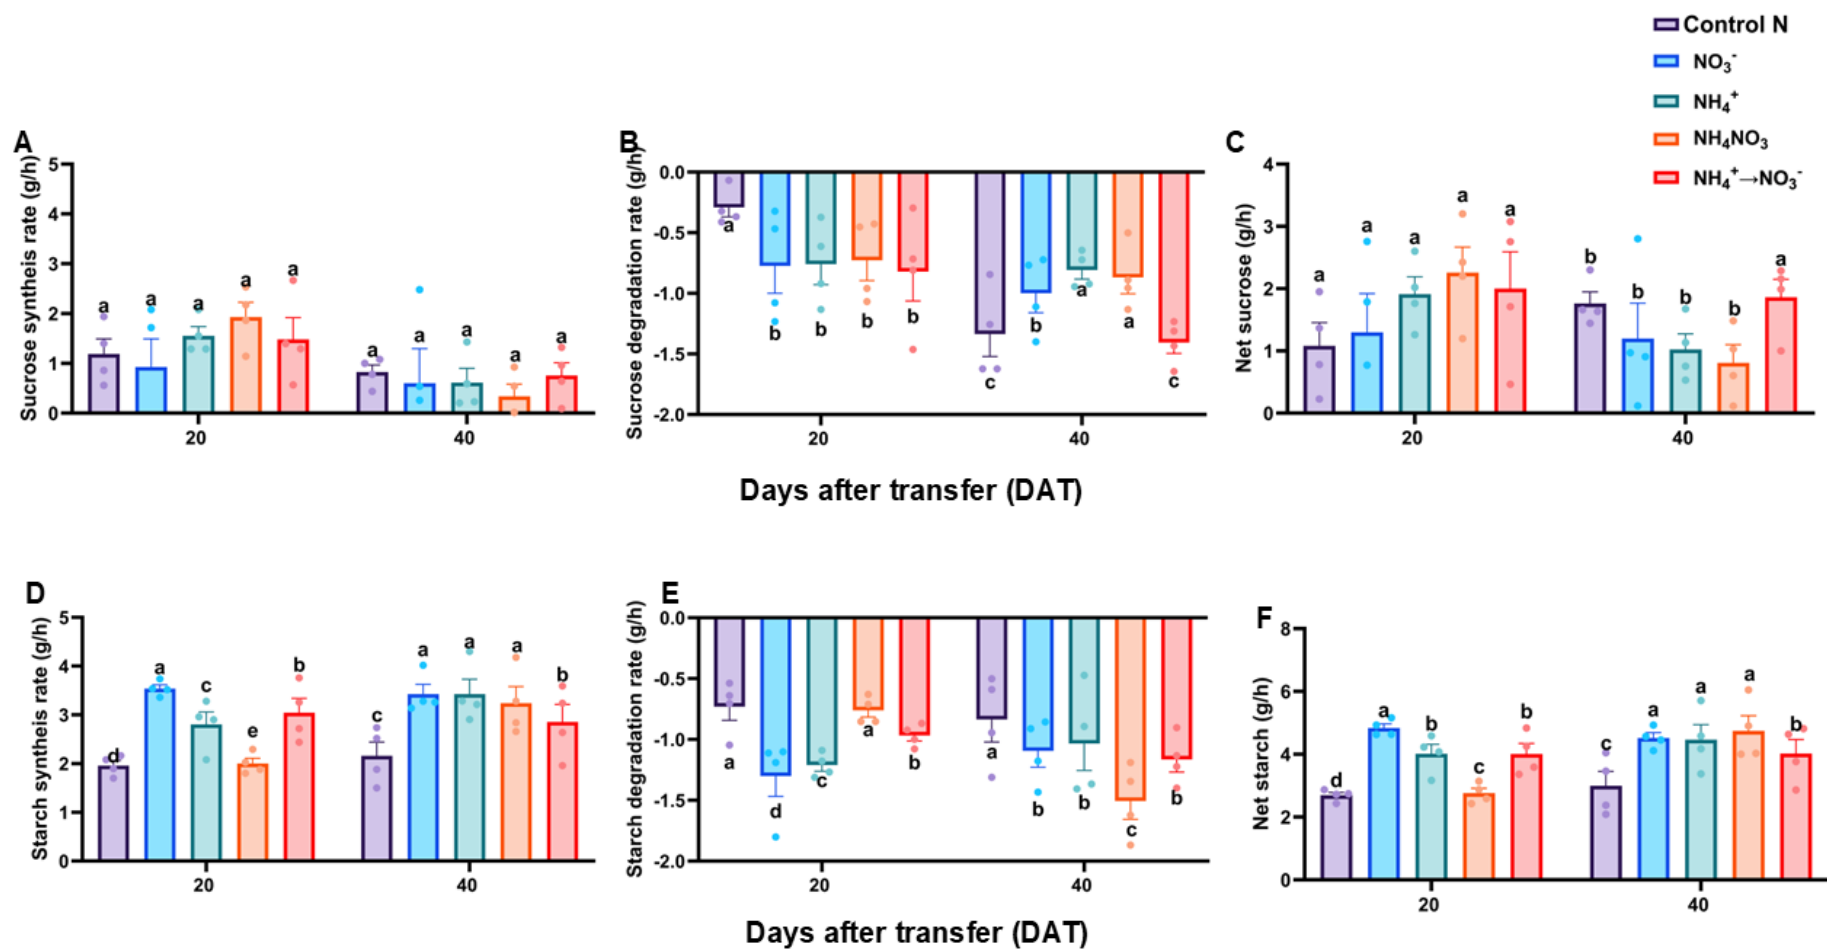 Control N
NO₃⁻
NH₄⁺
NH4NO₃
NH₄⁺→NO₃⁻
A
Sucrose syntheis rate (g/h)
5
4
3
2
1
0
a a a a a a a a a a
20 40
B
Sucrose degradation rate (g/h)
0.0
-0.5
-1.0
-1.5
-2.0
a b b b b c b a a c
20 40
C
Net sucrose (g/h)
4
3
2
1
0
a a a a a b b b b a
20 40
Days after transfer (DAT)
D
Starch syntheis rate (g/h)
5
4
3
2
1
0
d a c e b c a a a b
20 40
E
Starch degradation rate (g/h)
0.0
-0.5
-1.0
-1.5
-2.0
a d c a b a b b c b
20 40
F
Net starch (g/h)
8
6
4
2
0
d a b c b c a a a b
20 40
Days after transfer (DAT)